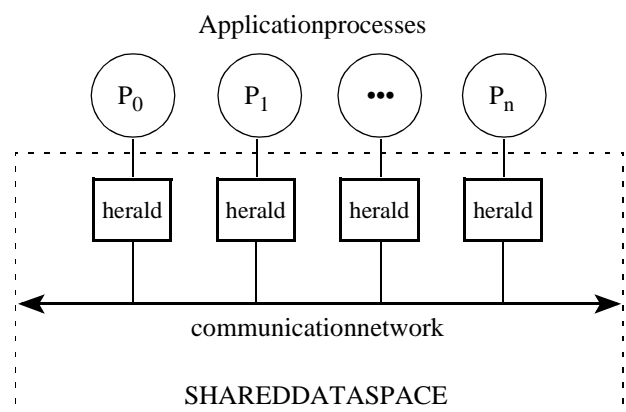 Applicationprocesses
P0 P1 ••• Pn
herald herald herald herald
communicationnetwork
SHAREDDATASPACE